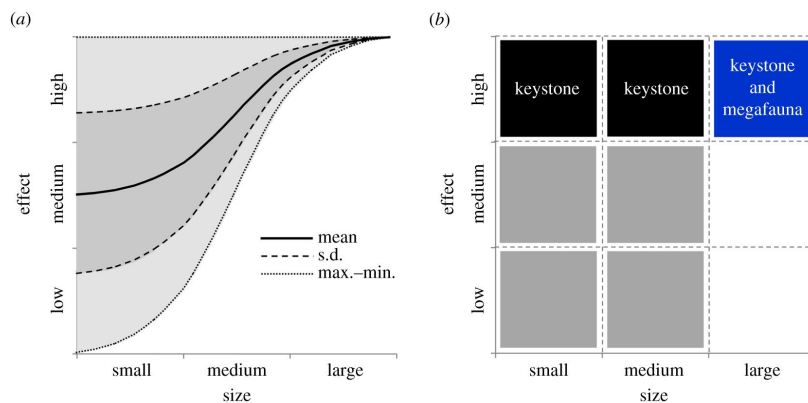 (a)
high
medium
low
effect
mean
s.d.
max.–min.
small
medium
large
size
(b)
high
medium
low
effect
keystone
keystone
keystone
and
megafauna
small
medium
large
size